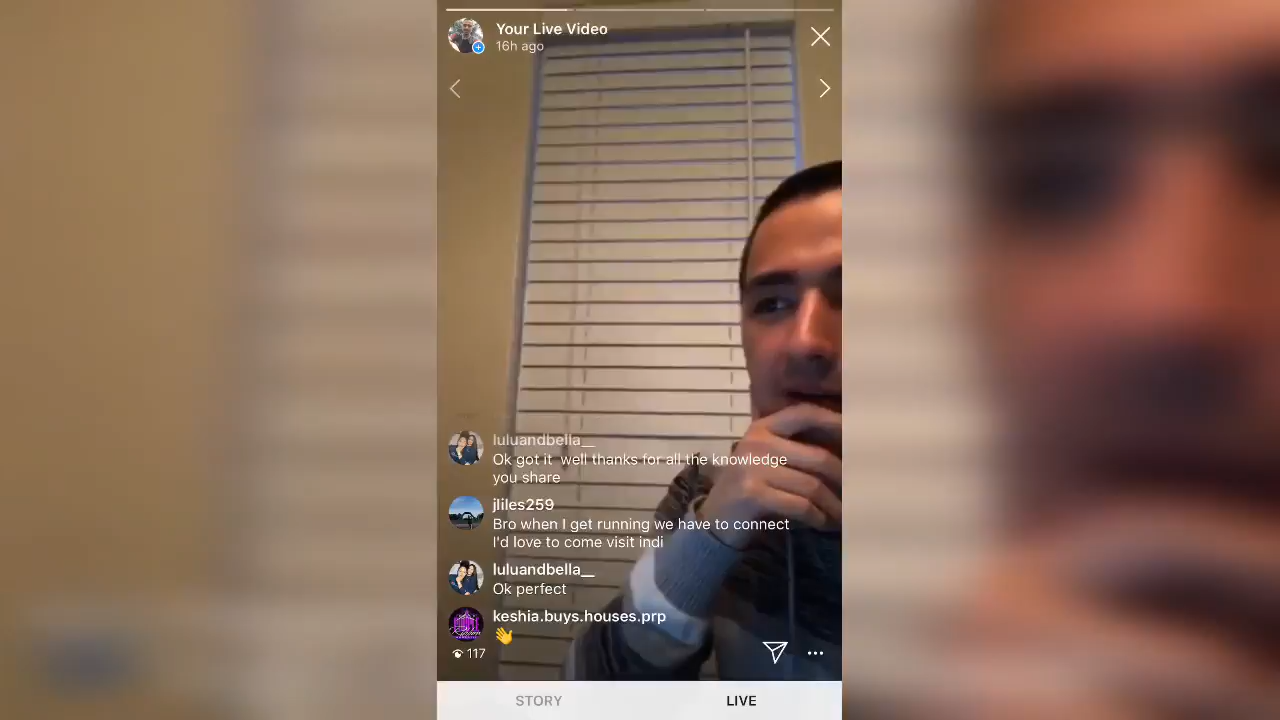 Your Live Video
16h ago
luluandbella__
Ok got it well thanks for all the knowledge
you share
jliles259
Bro when I get running we have to connect
I'd love to come visit indi
luluandbella__
Ok perfect
keshia.buys.houses.prp
👋
117
STORY
LIVE